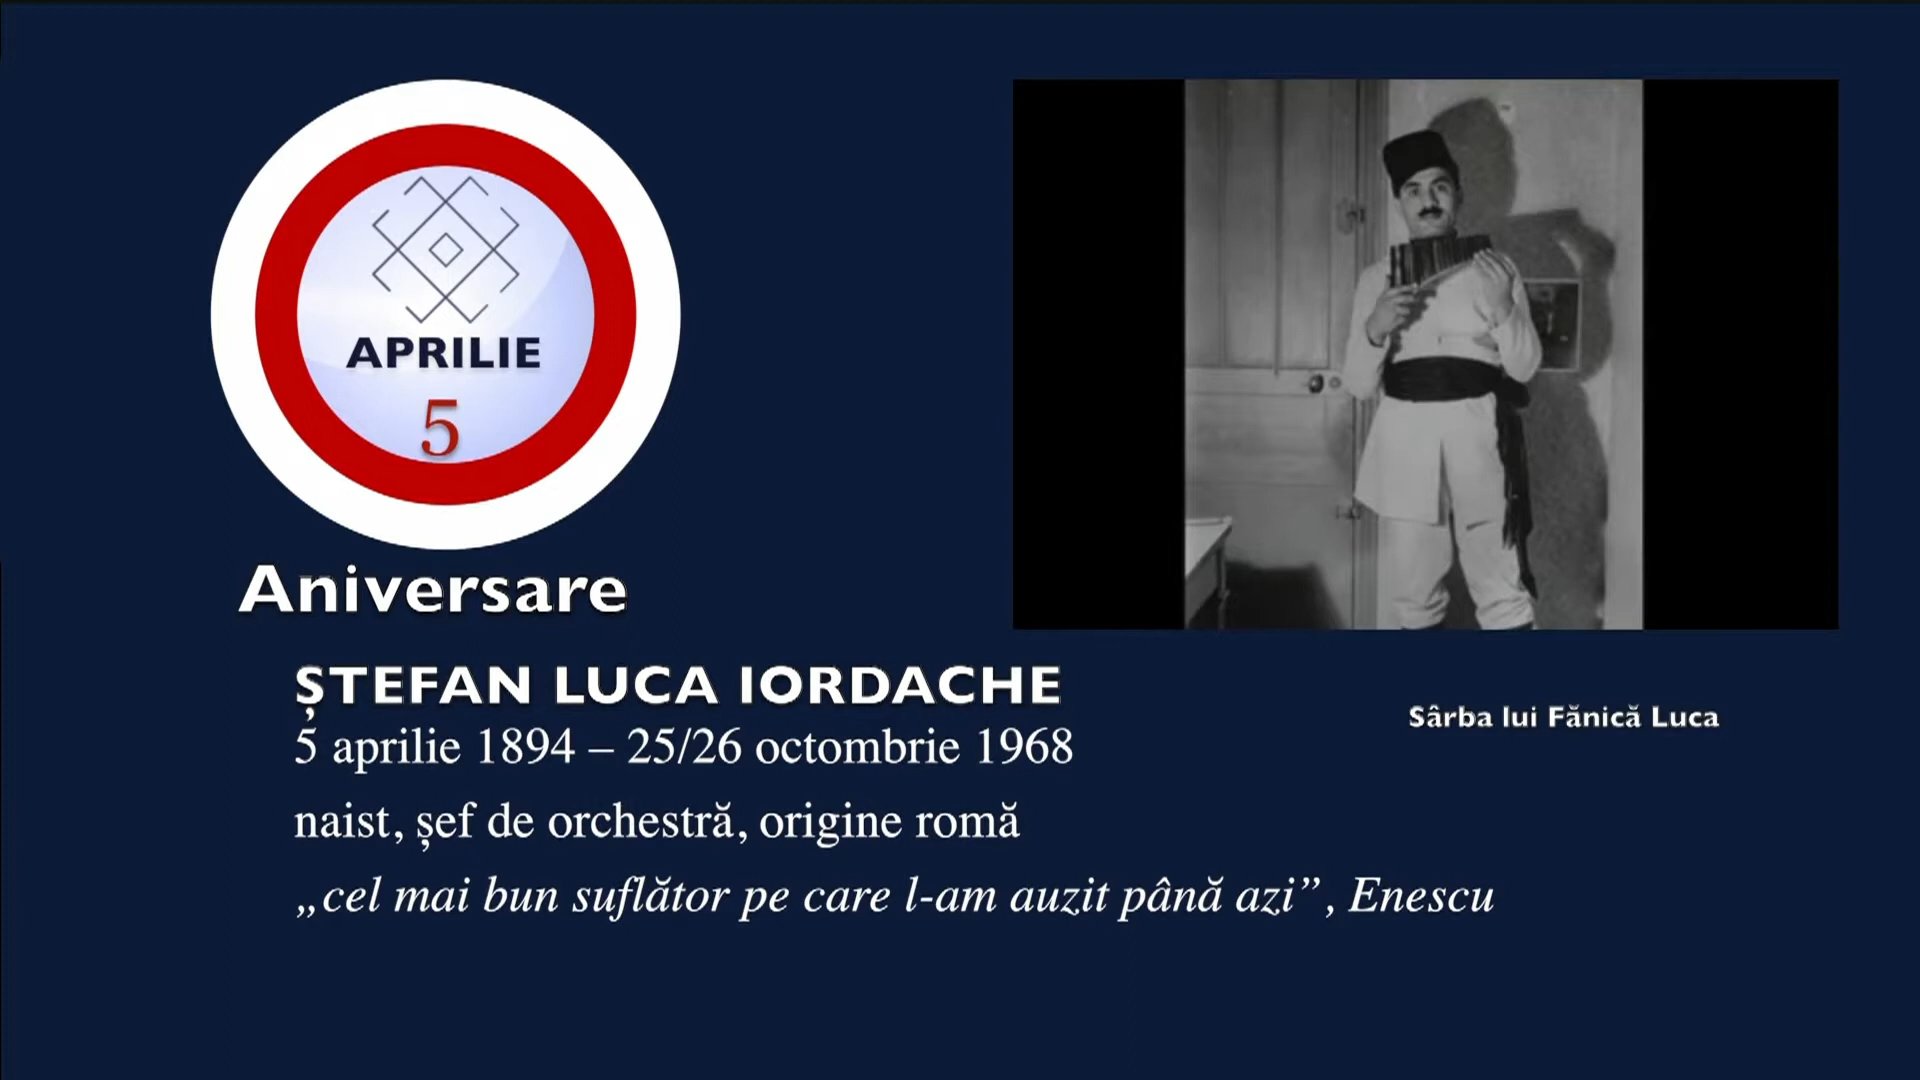 APRILIE
5
Aniversare
ȘTEFAN LUCA IORDACHE
5 aprilie 1894 – 25/26 octombrie 1968
naist, șef de orchestră, origine romă
„cel mai bun suflător pe care l-am auzit până azi”, Enescu
Sârba lui Fănică Luca